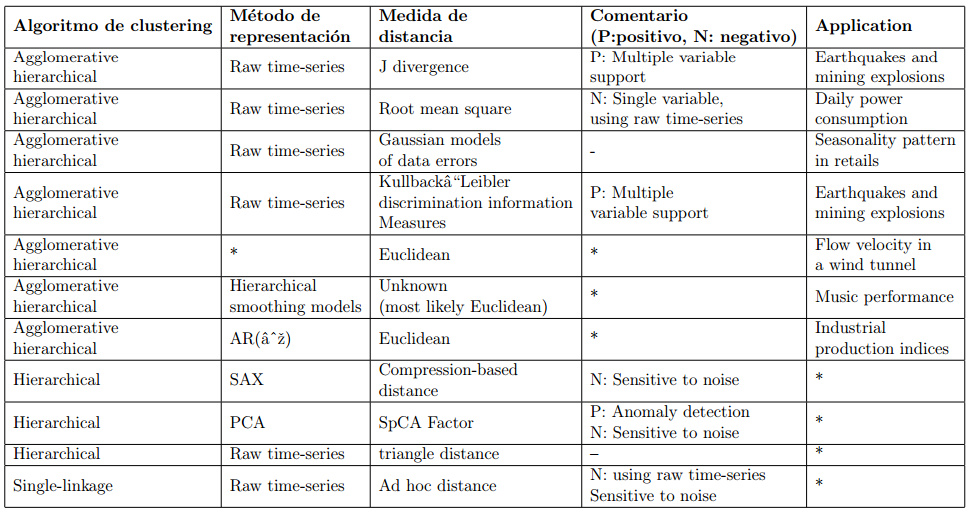 Algoritmo de clustering
Método de
representación
Medida de
distancia
Comentario
(P:positivo, N: negativo)
Application
Agglomerative
hierarchical
Raw time-series
J divergence
P: Multiple variable
support
Earthquakes and
mining explosions
Agglomerative
hierarchical
Raw time-series
Root mean square
N: Single variable,
using raw time-series
Daily power
consumption
Agglomerative
hierarchical
Raw time-series
Gaussian models
of data errors
-
Seasonality pattern
in retails
Agglomerative
hierarchical
Raw time-series
Kullbackâ“Leibler
discrimination information
Measures
P: Multiple
variable support
Earthquakes and
mining explosions
Agglomerative
hierarchical
*
Euclidean
*
Flow velocity in
a wind tunnel
Agglomerative
hierarchical
Hierarchical
smoothing models
Unknown
(most likely Euclidean)
*
Music performance
Agglomerative
hierarchical
AR(âˆž)
Euclidean
*
Industrial
production indices
Hierarchical
SAX
Compression-based
distance
N: Sensitive to noise
*
Hierarchical
PCA
SpCA Factor
P: Anomaly detection
N: Sensitive to noise
*
Hierarchical
Raw time-series
triangle distance
–
*
Single-linkage
Raw time-series
Ad hoc distance
N: using raw time-series
Sensitive to noise
*